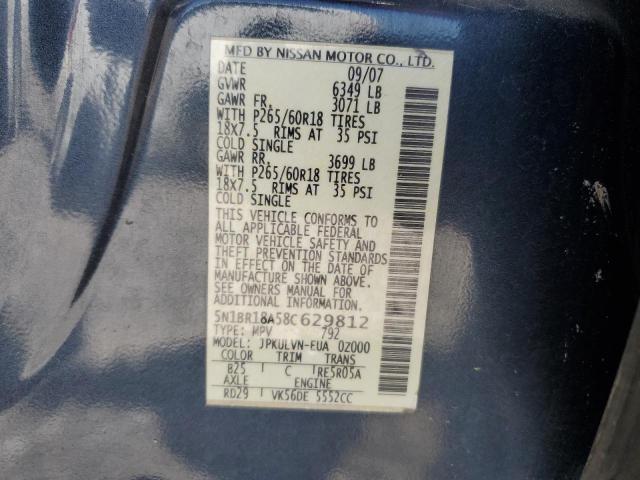 MFD BY NISSAN MOTOR CO., LTD.
DATE 09/07
GVWR 6349 LB
GAWR FR. 3071 LB
WITH P265/60R18 TIRES
18X7.5 RIMS AT 35 PSI
COLD SINGLE
GAWR RR. 3699 LB
WITH P265/60R18 TIRES
18X7.5 RIMS AT 35 PSI
COLD SINGLE
THIS VEHICLE CONFORMS TO
ALL APPLICABLE FEDERAL
MOTOR VEHICLE SAFETY AND
THEFT PREVENTION STANDARDS
IN EFFECT ON THE DATE OF
MANUFACTURE SHOWN ABOVE.
SEE OWNERS MANUAL FOR
ADDITIONAL INFORMATION.
5N1BR18A58C629812
TYPE: MPV 792
MODEL: JPKULVN-EUA 0Z000
COLOR TRIM TRANS
B25 C RE5R05A
AXLE ENGINE
RD29 VK56DE 5552CC